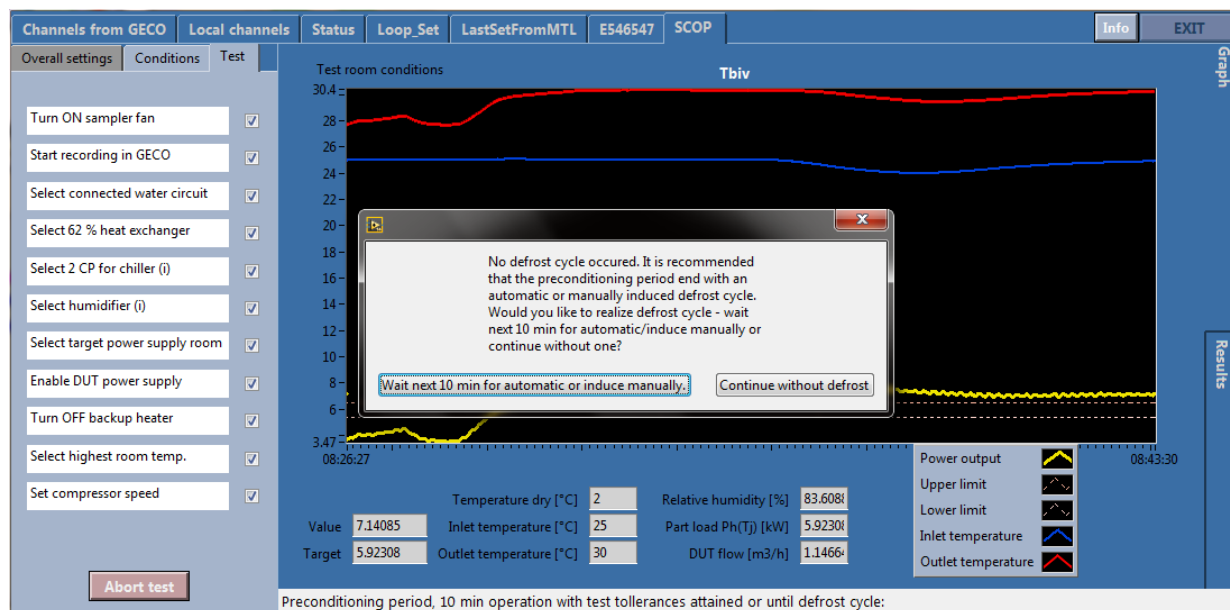 Channels from GECO Local channels Status Loop_Set LastSetFromMTL E546547 SCOP Info EXIT
Overall settings Conditions Test
Turn ON sampler fan
Start recording in GECO
Select connected water circuit
Select 62 % heat exchanger
Select 2 CP for chiller (i)
Select humidifier (i)
Select target power supply room
Enable DUT power supply
Turn OFF backup heater
Select highest room temp.
Set compressor speed
Abort test
Test room conditions
Tbiv
30.4
28
26
24
22
20
18
16
14
12
10
8
6
3.47
08:26:27
08:43:30
No defrost cycle occured. It is recommended
that the preconditioning period end with an
automatic or manually induced defrost cycle.
Would you like to realize defrost cycle - wait
next 10 min for automatic/induce manually or
continue without one?
Wait next 10 min for automatic or induce manually. Continue without defrost
Power output
Upper limit
Lower limit
Inlet temperature
Outlet temperature
Temperature dry [°C] 2 Relative humidity [%] 83.608
Value 7.14085 Inlet temperature [°C] 25 Part load Ph(Tj) [kW] 5.9230
Target 5.92308 Outlet temperature [°C] 30 DUT flow [m3/h] 1.1466
Preconditioning period, 10 min operation with test tollerances attained or until defrost cycle:
Graph
Results